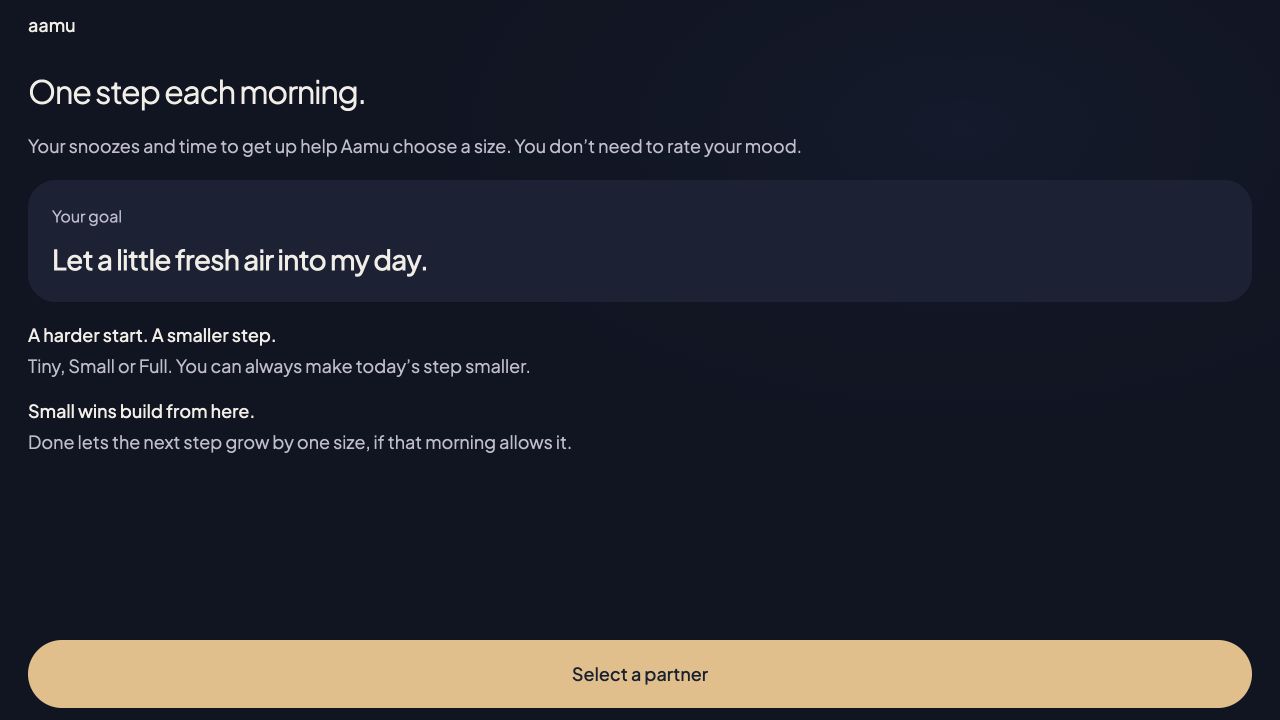 aamu
One step each morning.
Your snoozes and time to get up help Aamu choose a size. You don’t need to rate your mood.
Your goal
Let a little fresh air into my day.
A harder start. A smaller step.
Tiny, Small or Full. You can always make today’s step smaller.
Small wins build from here.
Done lets the next step grow by one size, if that morning allows it.
Select a partner